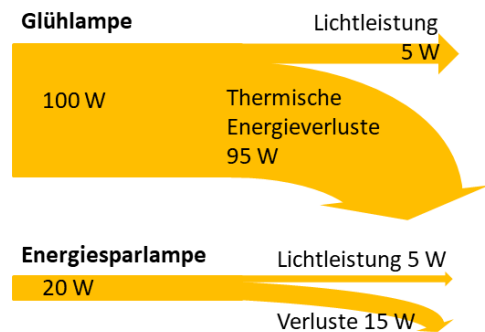 Glühlampe
Lichtleistung
5 W
100 W
Thermische
Energieverluste
95 W
Energiesparlampe
Lichtleistung 5 W
20 W
Verluste 15 W